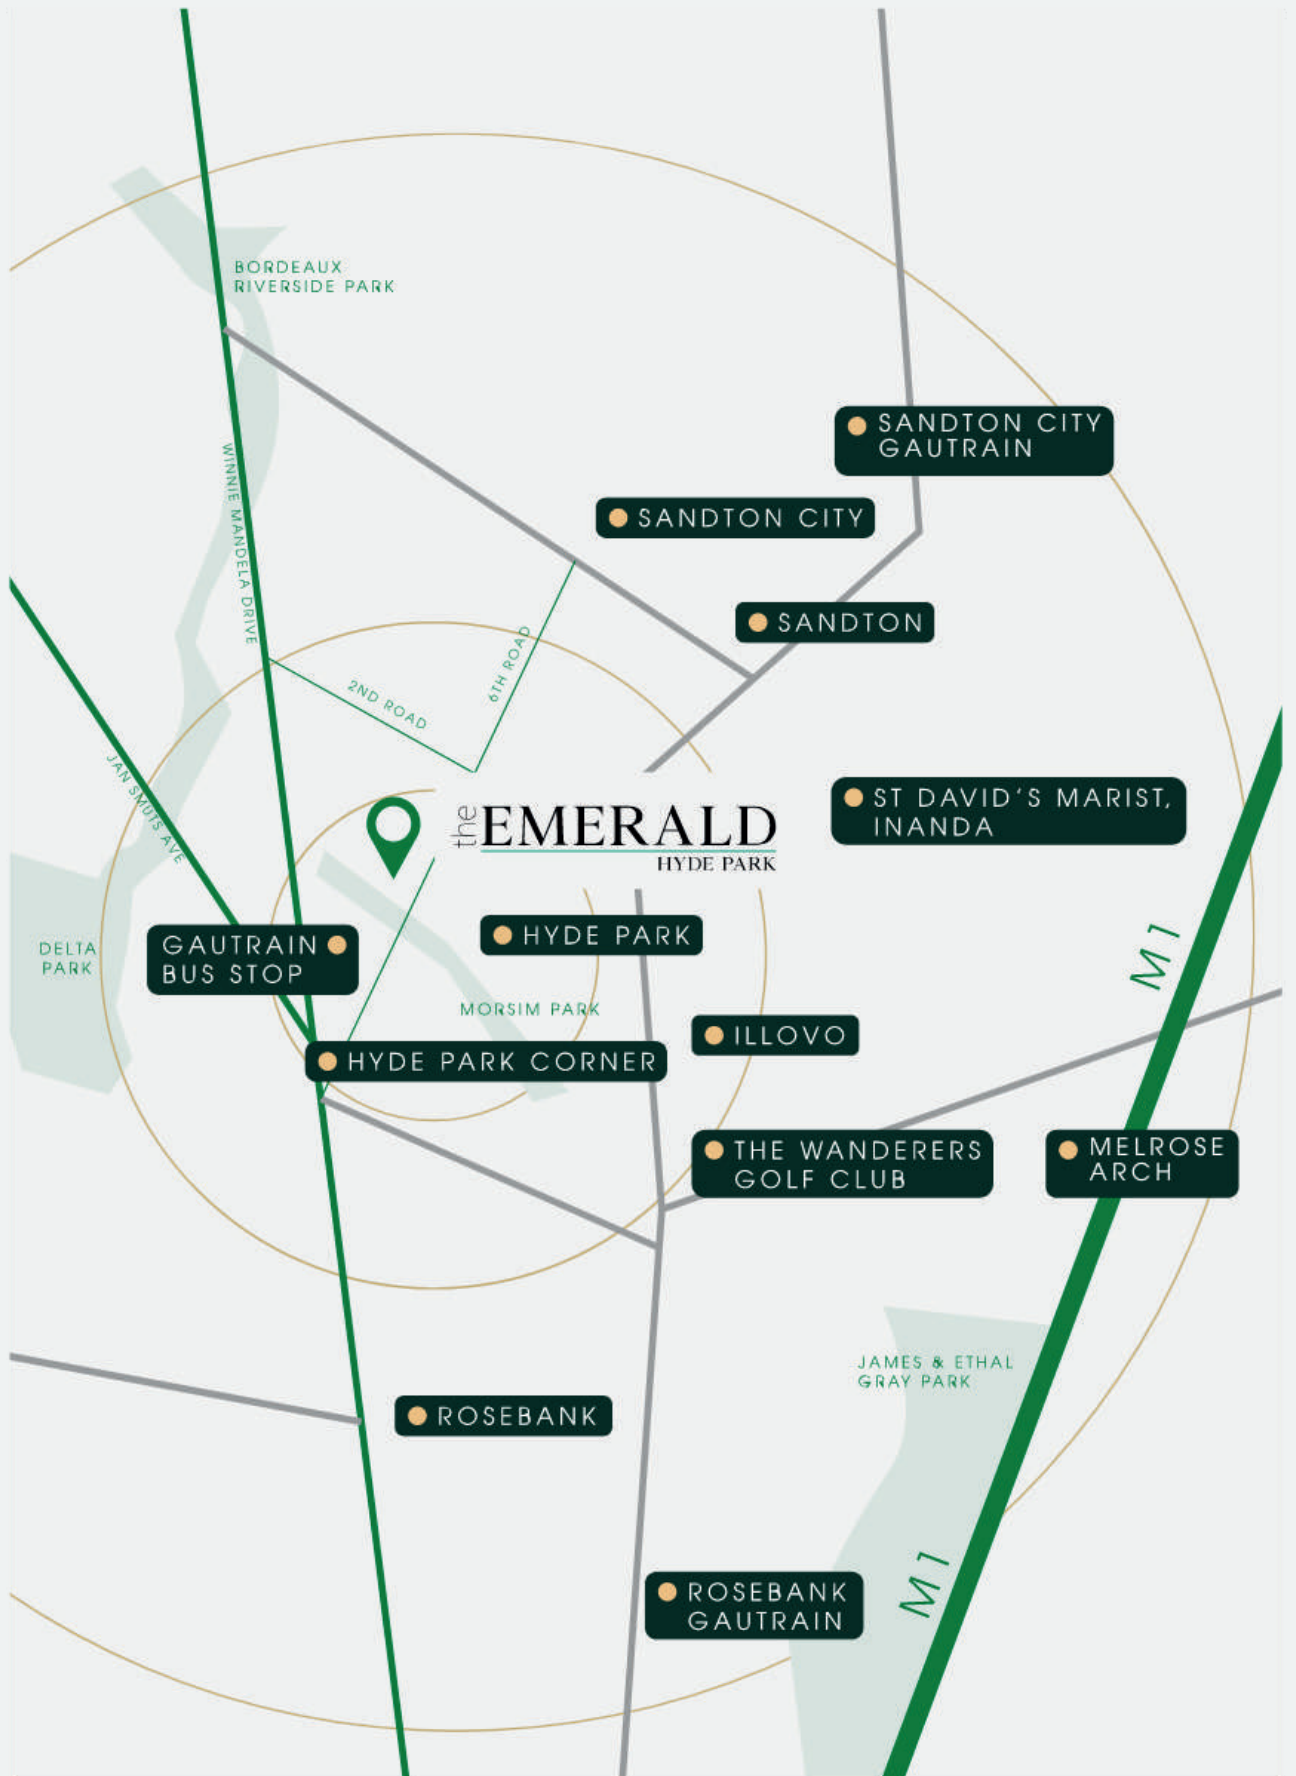 BORDEAUX
RIVERSIDE PARK
SANDTON CITY
GAUTRAIN
WINNIE MANDELA DRIVE
SANDTON CITY
SANDTON
6TH ROAD
2ND ROAD
JAN SMUTS AVE
the EMERALD
HYDE PARK
ST DAVID'S MARIST,
INANDA
M1
HYDE PARK
GAUTRAIN
BUS STOP
DELTA
PARK
MORSIM PARK
ILLOVO
HYDE PARK CORNER
THE WANDERERS
GOLF CLUB
MELROSE
ARCH
JAMES & ETHAL
GRAY PARK
ROSEBANK
M1
ROSEBANK
GAUTRAIN